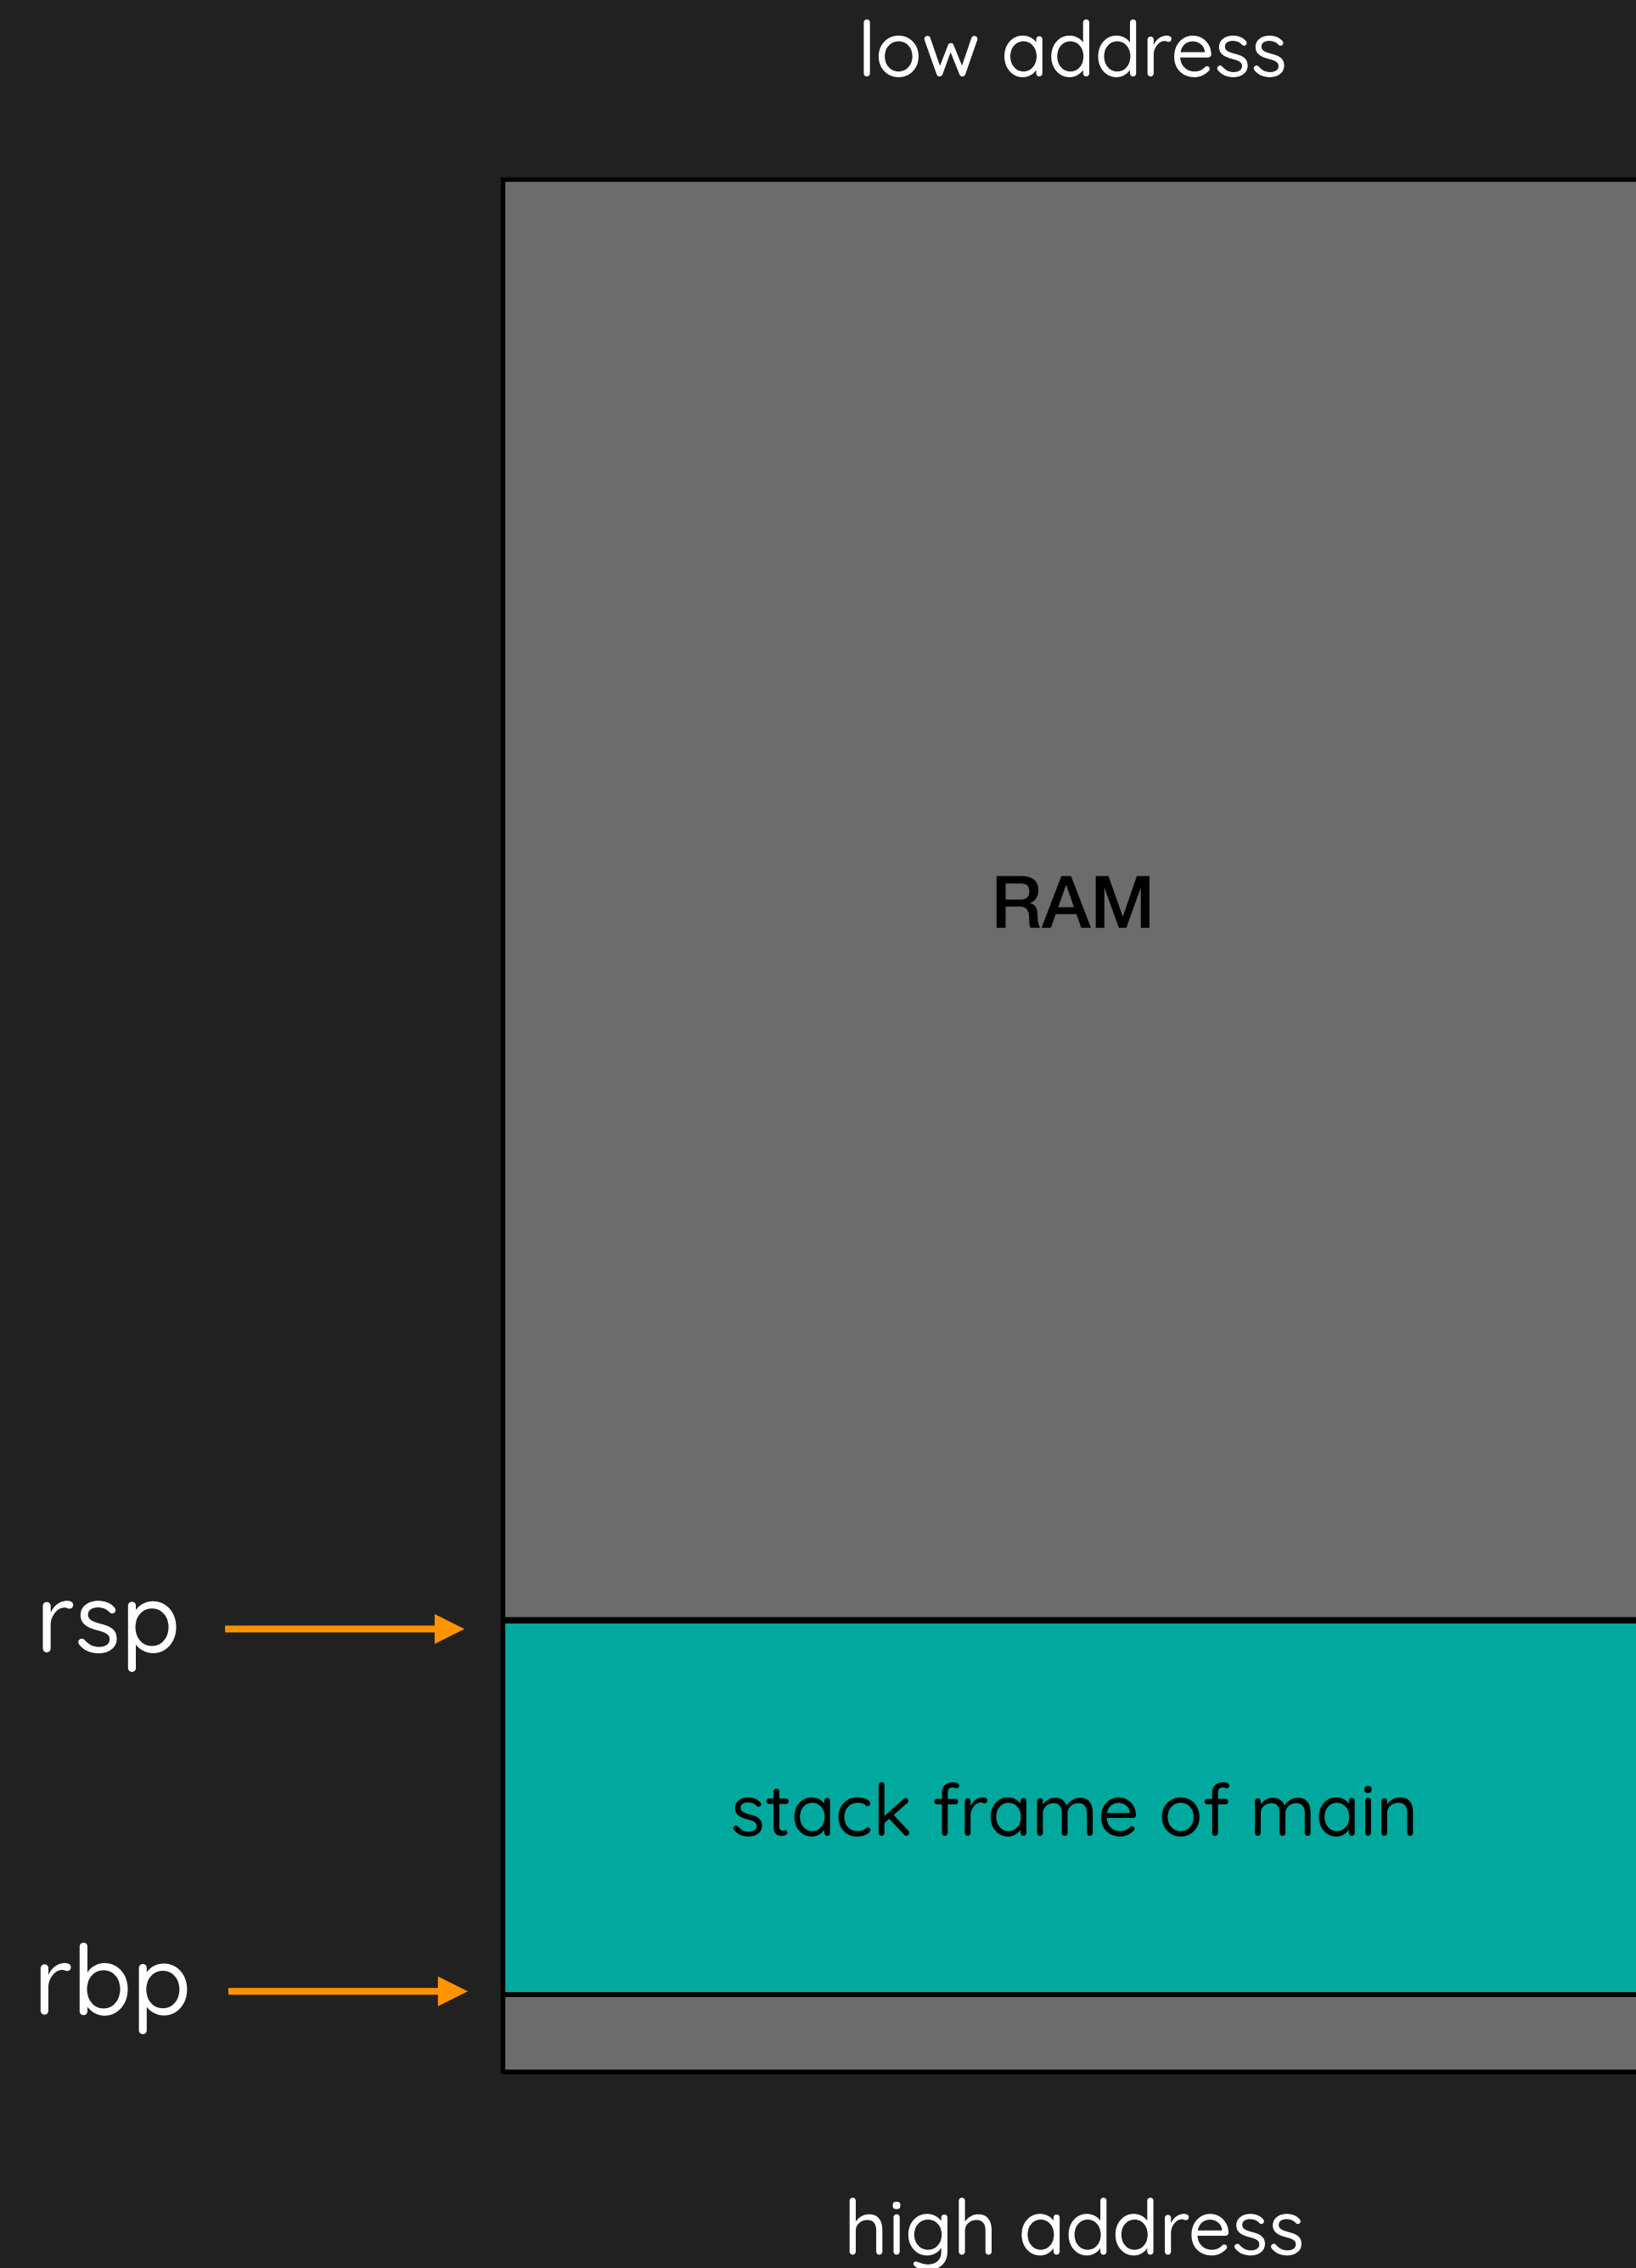 low address
RAM
rsp
stack frame of main
rbp
high address